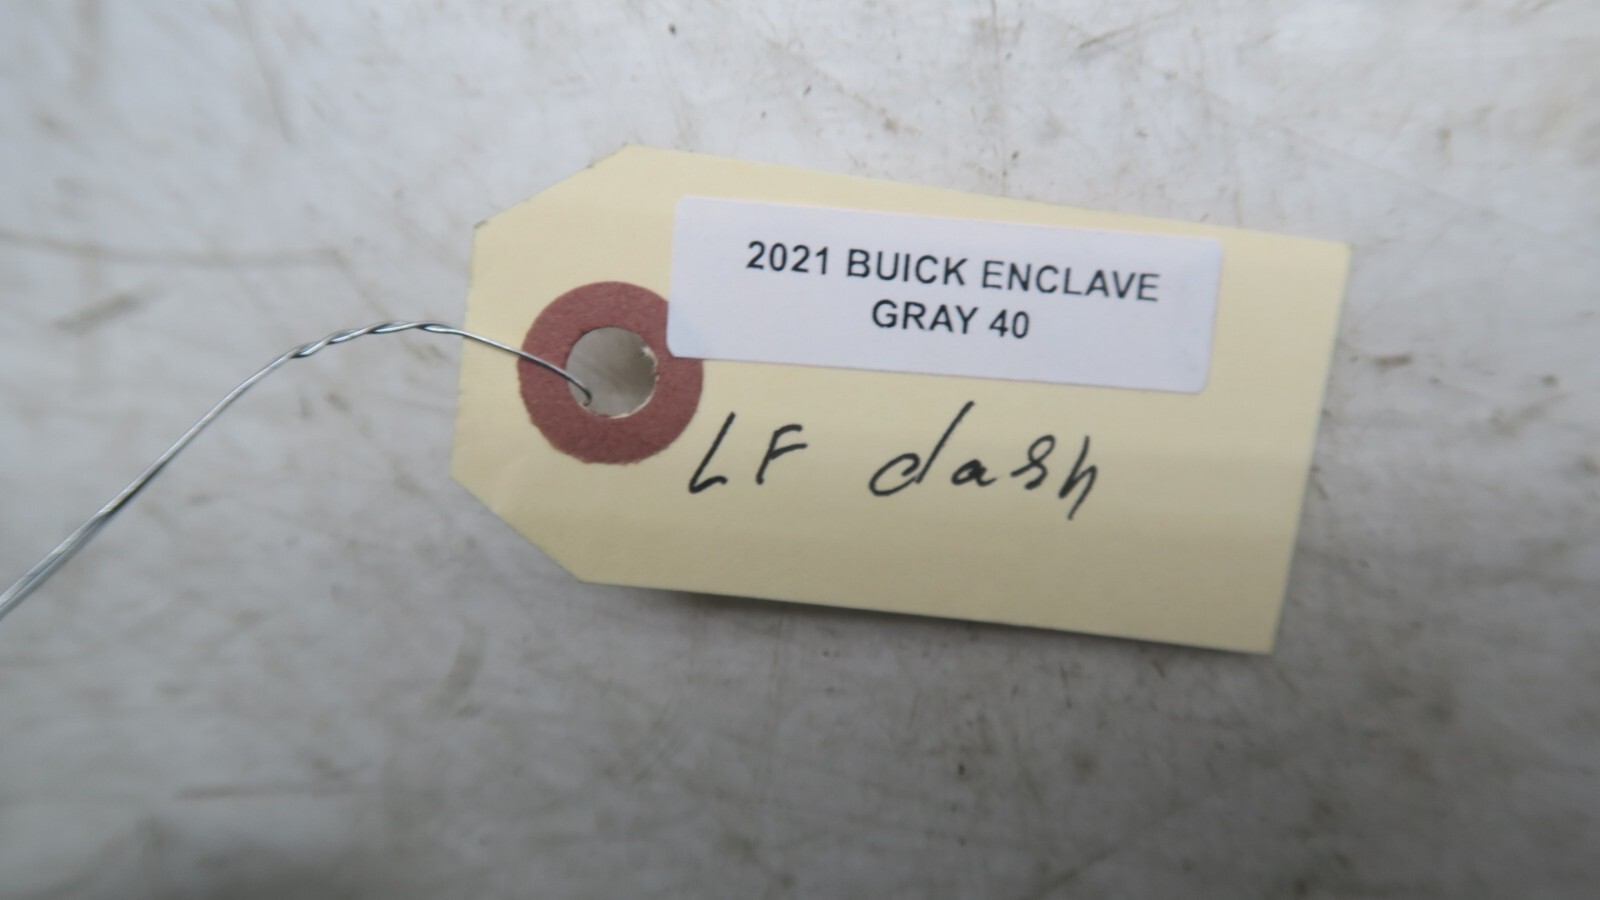 2021 BUICK ENCLAVE
GRAY 40
LF dash